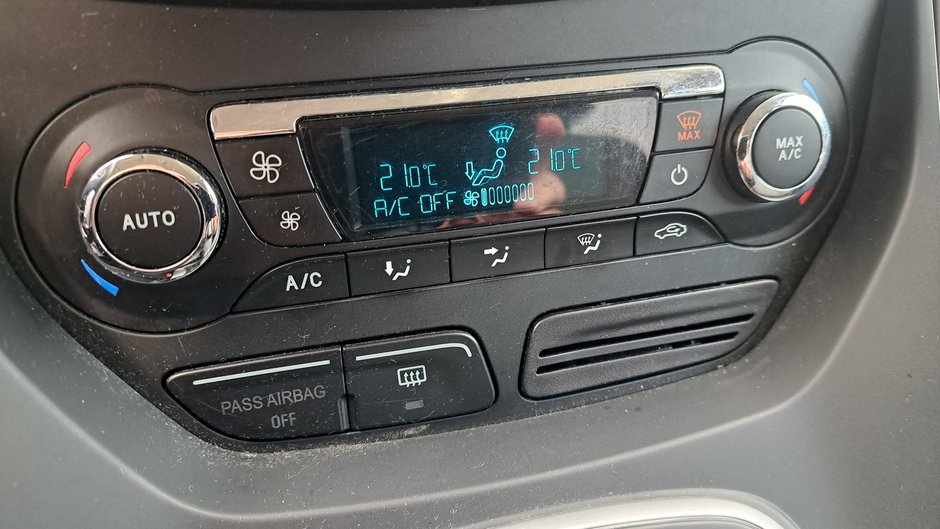 MAX
AUTO
21.0°C 21.0°C
A/C OFF
MAX
A/C
A/C
PASS AIRBAG
OFF